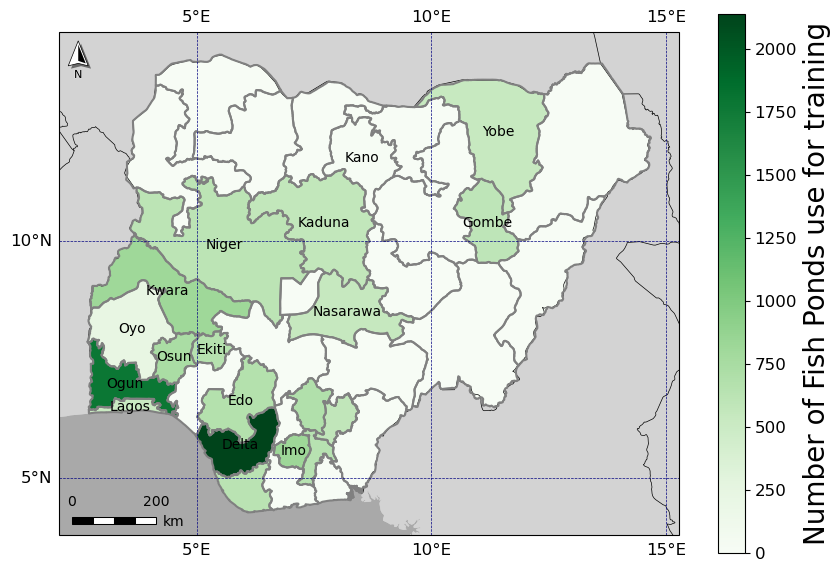 5°E 10°E 15°E
N
Yobe
Kano
Gombe
Kaduna
10°N 10°N
Niger
Kwara
Nasarawa
Oyo
Osun
Ekiti
Ogun
Lagos
Edo
Delta
Imo
5°N 5°N
0 200
km
5°E 10°E 15°E
2000
1750
1500
1250
1000
750
500
250
0
Number of Fish Ponds use for training